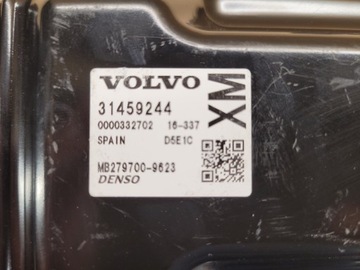 VOLVO
31459244
0000332702 16-337
SPAIN D5E1C
MB279700-9623
DENSO
XM